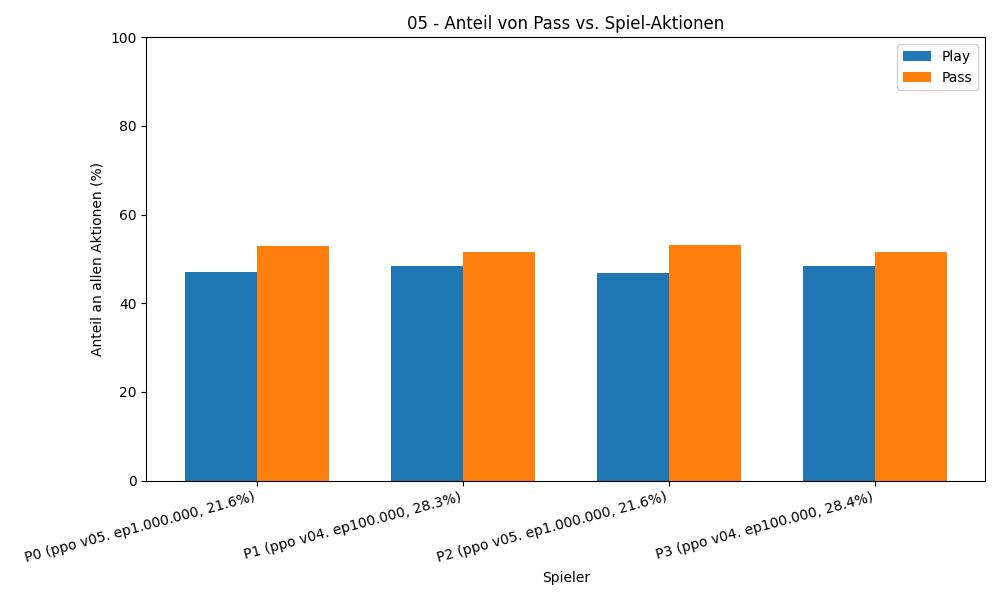 05 - Anteil von Pass vs. Spiel-Aktionen
100
80
60
40
20
0
Anteil an allen Aktionen (%)
Play
Pass
P0 (ppo v05. ep1.000.000, 21.6%)
P1 (ppo v04. ep100.000, 28.3%)
P2 (ppo v05. ep1.000.000, 21.6%)
P3 (ppo v04. ep100.000, 28.4%)
Spieler